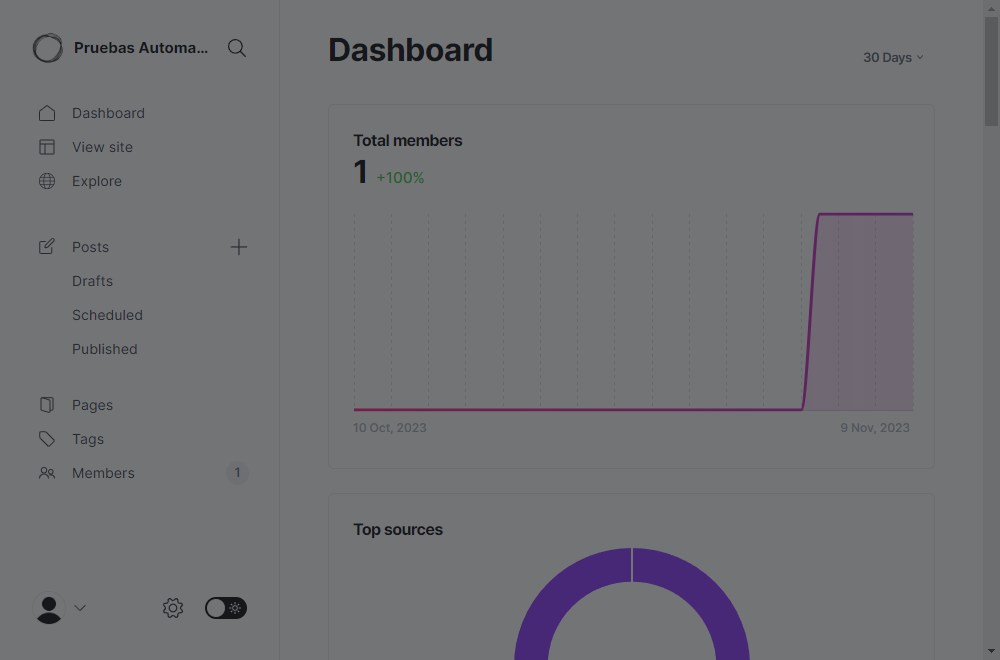 Pruebas Automa...
Dashboard
View site
Explore
Posts
Drafts
Scheduled
Published
Pages
Tags
Members 1
Dashboard
30 Days
Total members
1 +100%
10 Oct, 2023 9 Nov, 2023
Top sources